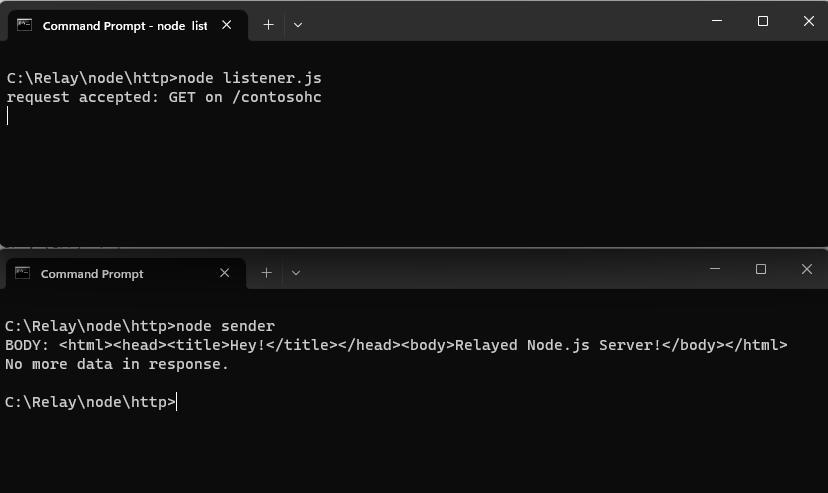 Command Prompt - node list
C:\Relay\node\http>node listener.js
request accepted: GET on /contosohc
Command Prompt
C:\Relay\node\http>node sender
BODY: <html><head><title>Hey!</title></head><body>Relayed Node.js Server!</body></html>
No more data in response.
C:\Relay\node\http>